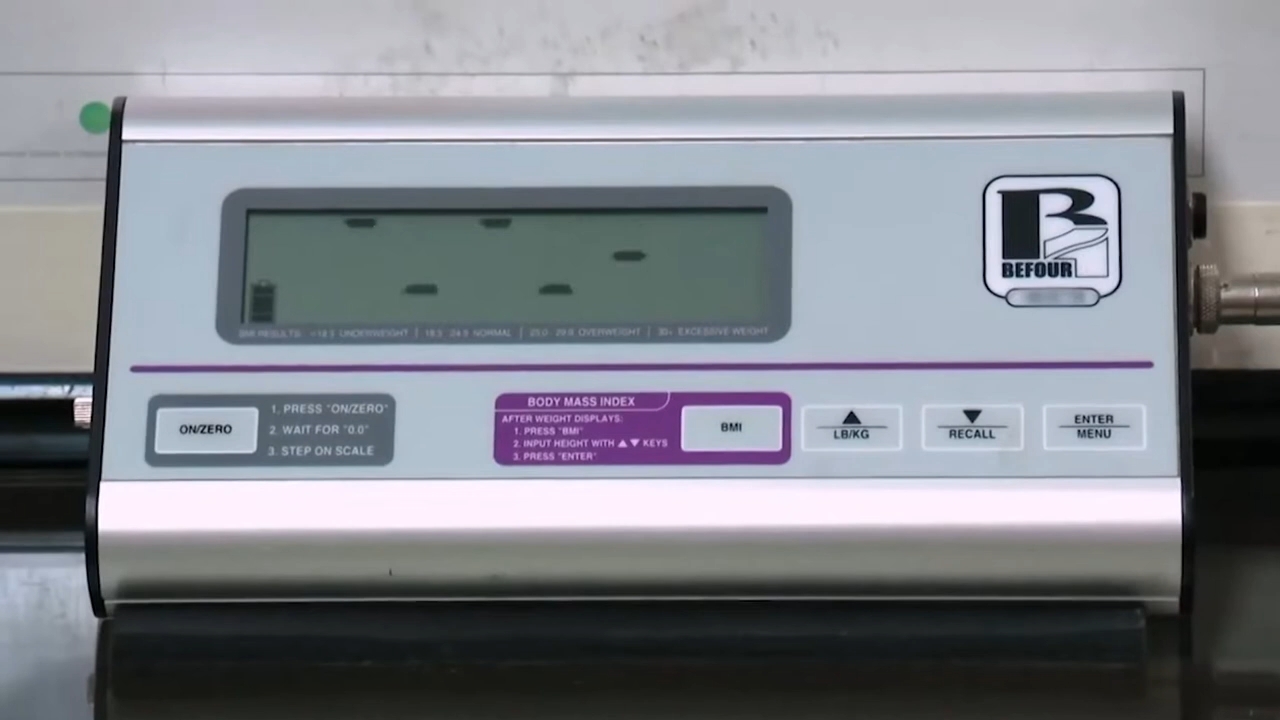 BEFOUR
BMI RESULTS: <18.5 UNDERWEIGHT | 18.5 24.9 NORMAL | 25.0 29.9 OVERWEIGHT | 30+ EXCESSIVE WEIGHT
ON/ZERO
1. PRESS "ON/ZERO"
2. WAIT FOR "0.0"
3. STEP ON SCALE
BODY MASS INDEX
AFTER WEIGHT DISPLAYS:
1. PRESS "BMI"
2. INPUT HEIGHT WITH ▲▼ KEYS
3. PRESS "ENTER"
BMI
▲
LB/KG
▼
RECALL
ENTER
MENU